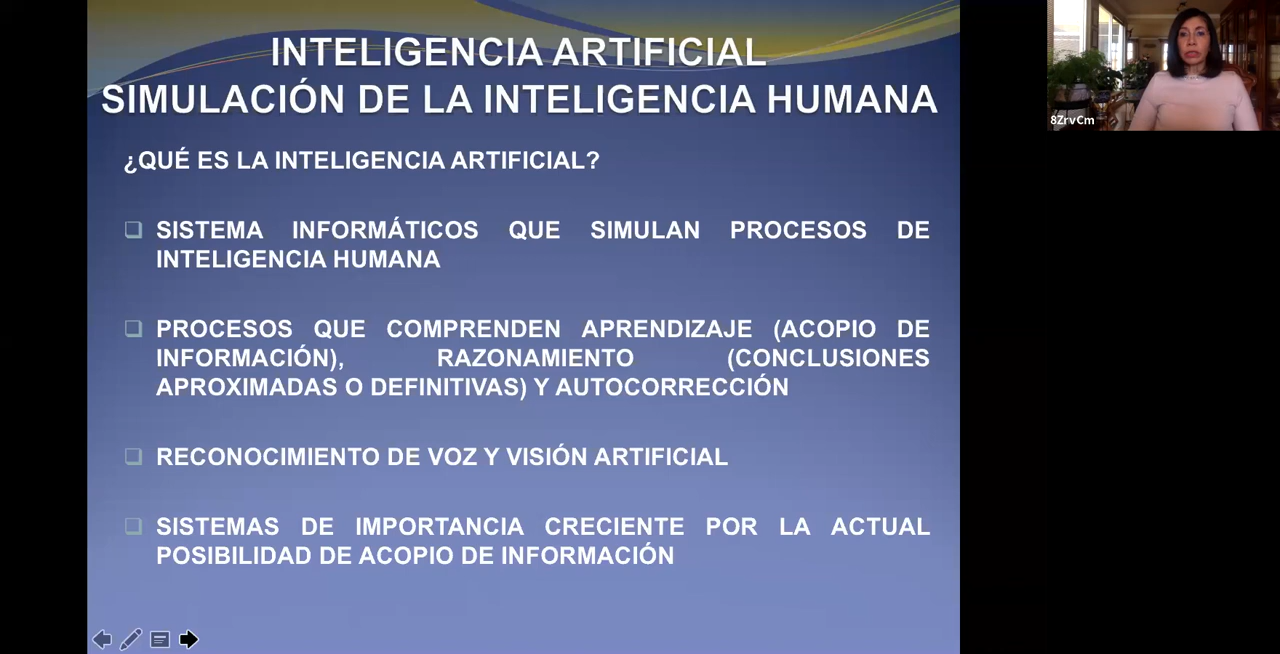 INTELIGENCIA ARTIFICIAL
SIMULACIÓN DE LA INTELIGENCIA HUMANA
¿QUÉ ES LA INTELIGENCIA ARTIFICIAL?
SISTEMA INFORMÁTICOS QUE SIMULAN PROCESOS DE
INTELIGENCIA HUMANA
PROCESOS QUE COMPRENDEN APRENDIZAJE (ACOPIO DE
INFORMACIÓN), RAZONAMIENTO (CONCLUSIONES
APROXIMADAS O DEFINITIVAS) Y AUTOCORRECCIÓN
RECONOCIMIENTO DE VOZ Y VISIÓN ARTIFICIAL
SISTEMAS DE IMPORTANCIA CRECIENTE POR LA ACTUAL
POSIBILIDAD DE ACOPIO DE INFORMACIÓN
8ZrvCm